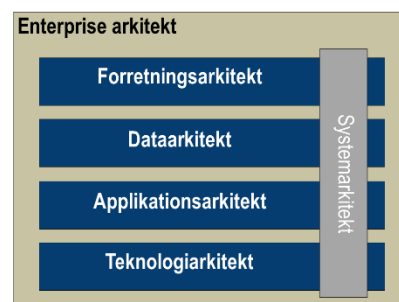 Enterprise arkitekt
Forretningsarkitekt
Dataarkitekt
Applikationsarkitekt
Teknologiarkitekt
Systemarkitekt